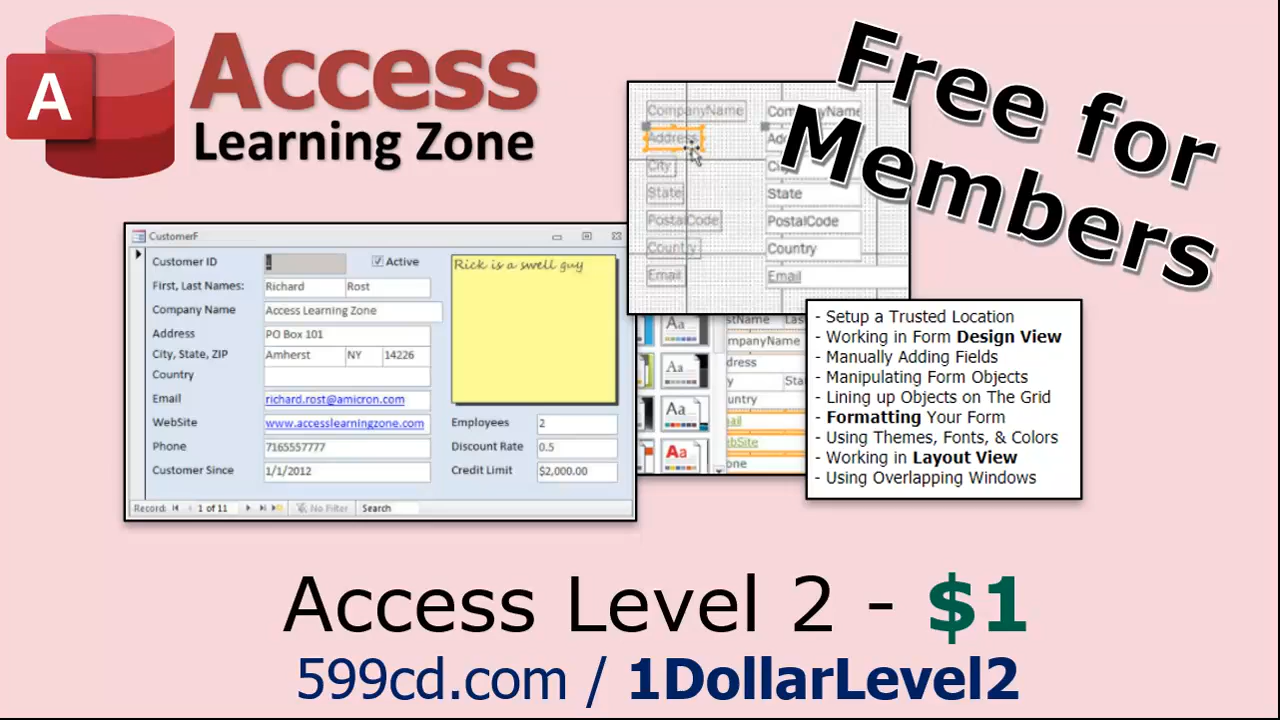 A
Access
Learning Zone
Free for
Members
CompanyName CompanyName
Address
City
State State
PostalCode PostalCode
Country Country
Email Email
CustomerF
Customer ID Active
First, Last Names: Richard Rost
Company Name Access Learning Zone
Address PO Box 101
City, State, ZIP Amherst NY 14226
Country
Email richard.rost@amicron.com
WebSite www.accesslearningzone.com
Phone 7165557777
Customer Since 1/1/2012
Rick is a swell guy
Employees 2
Discount Rate 0.5
Credit Limit $2,000.00
Record: 1 of 11 No Filter Search
Aa
Aa
Aa
Aa
- Setup a Trusted Location
- Working in Form Design View
- Manually Adding Fields
- Manipulating Form Objects
- Lining up Objects on The Grid
- Formatting Your Form
- Using Themes, Fonts, & Colors
- Working in Layout View
- Using Overlapping Windows
Access Level 2 - $1
599cd.com / 1DollarLevel2